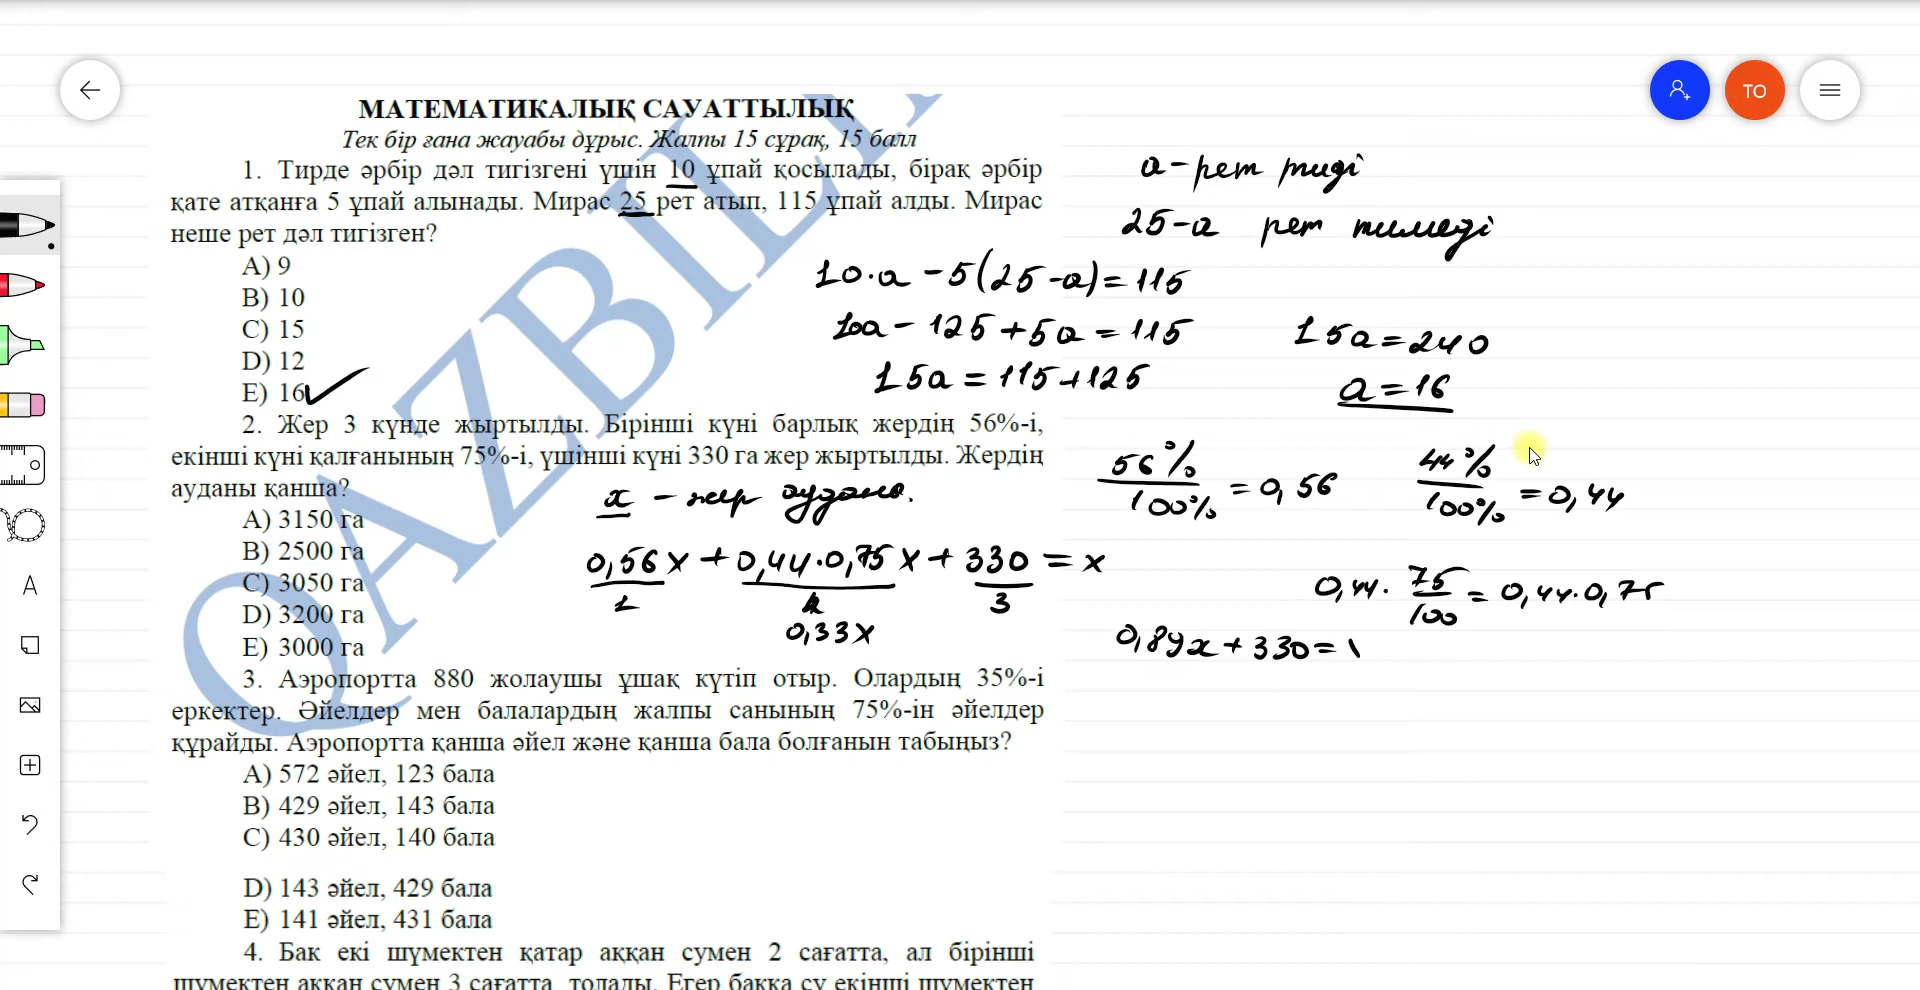 TO
МАТЕМАТИКАЛЫҚ САУАТТЫЛЫҚ
Тек бір ғана жауабы дұрыс. Жалпы 15 сұрақ, 15 балл
1. Тирде әрбір дәл тигізгені үшін 10 ұпай қосылады, бірақ әрбір
қате атқанға 5 ұпай алынады. Мирас 25 рет атып, 115 ұпай алды. Мирас
неше рет дәл тигізген?
A) 9
B) 10
C) 15
D) 12
E) 16
2. Жер 3 күнде жыртылды. Бірінші күні барлық жердің 56%-і,
екінші күні қалғанының 75%-і, үшінші күні 330 га жер жыртылды. Жердің
ауданы қанша?
A) 3150 га
B) 2500 га
C) 3050 га
D) 3200 га
E) 3000 га
3. Аэропортта 880 жолаушы ұшақ күтіп отыр. Олардың 35%-і
еркектер. Әйелдер мен балалардың жалпы санының 75%-ін әйелдер
құрайды. Аэропортта қанша әйел және қанша бала болғанын табыңыз?
A) 572 әйел, 123 бала
B) 429 әйел, 143 бала
C) 430 әйел, 140 бала
D) 143 әйел, 429 бала
E) 141 әйел, 431 бала
4. Бак екі шүмектен қатар аққан сумен 2 сағатта, ал бірінші
шүмектен аққан сумен 3 сағатта толады. Егер бакқа су екінші шүмектен
a - рет тиді
25-a рет тимеді
10·a - 5(25-a) = 115
10a - 125 + 5a = 115
15a = 115 + 125
15a = 240
a = 16
x - жер ауданы.
56%/100% = 0,56
44%/100% = 0,44
0,56x + 0,44·0,75x + 330 = x
1 2 3
0,33x
0,44 · 75/100 = 0,44·0,75
0,89x + 330 =
QAZBILI